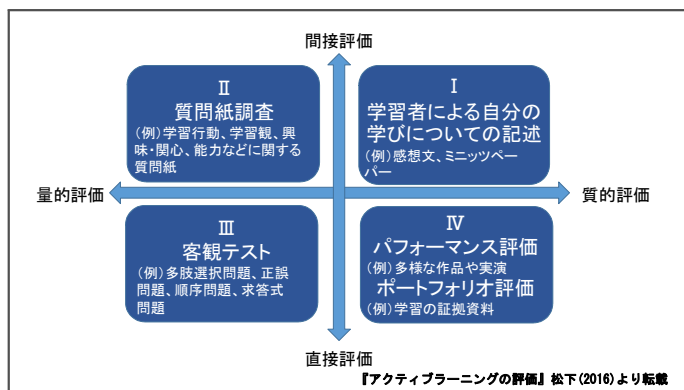 間接評価
Ⅱ
質問紙調査
（例）学習行動、学習観、興
味・関心、能力などに関する
質問紙
Ⅰ
学習者による自分の
学びについての記述
（例）感想文、ミニッツペー
パー
量的評価
質的評価
Ⅲ
客観テスト
（例）多肢選択問題、正誤
問題、順序問題、求答式
問題
Ⅳ
パフォーマンス評価
（例）多様な作品や実演
ポートフォリオ評価
（例）学習の証拠資料
直接評価
『アクティブラーニングの評価』松下(2016)より転載